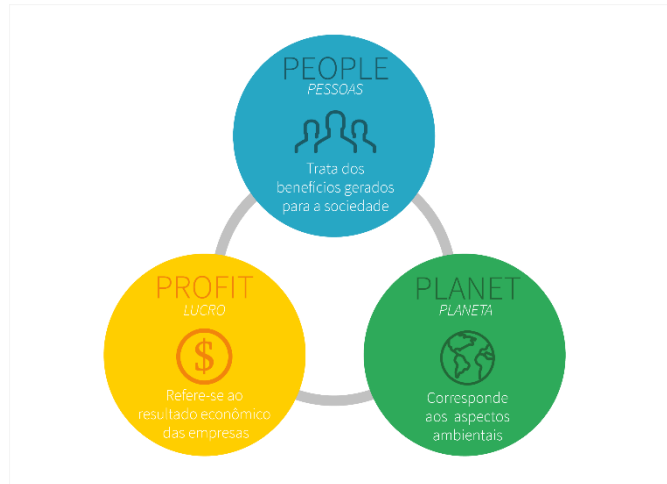 PEOPLE
PESSOAS
Trata dos
benefícios gerados
para a sociedade
PROFIT
LUCRO
$
Refere-se ao
resultado econômico
das empresas
PLANET
PLANETA
Corresponde
aos aspectos
ambientais